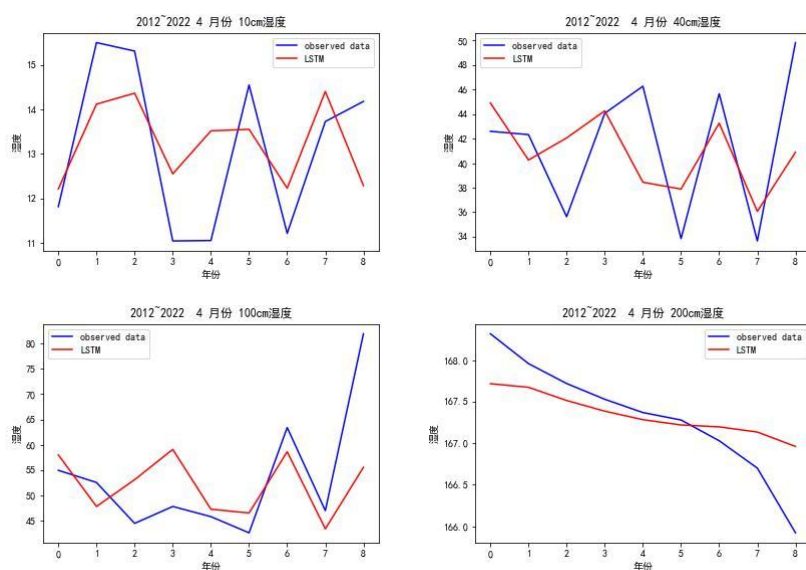 2012~2022 4 月份 10cm湿度
observed data
LSTM
15
14
13
12
11
湿度
0 1 2 3 4 5 6 7 8
年份
2012~2022 4 月份 40cm湿度
observed data
LSTM
50
48
46
44
42
40
38
36
34
湿度
0 1 2 3 4 5 6 7 8
年份
2012~2022 4 月份 100cm湿度
observed data
LSTM
80
75
70
65
60
55
50
45
湿度
0 1 2 3 4 5 6 7 8
年份
2012~2022 4 月份 200cm湿度
observed data
LSTM
168.0
167.5
167.0
166.5
166.0
湿度
0 1 2 3 4 5 6 7 8
年份